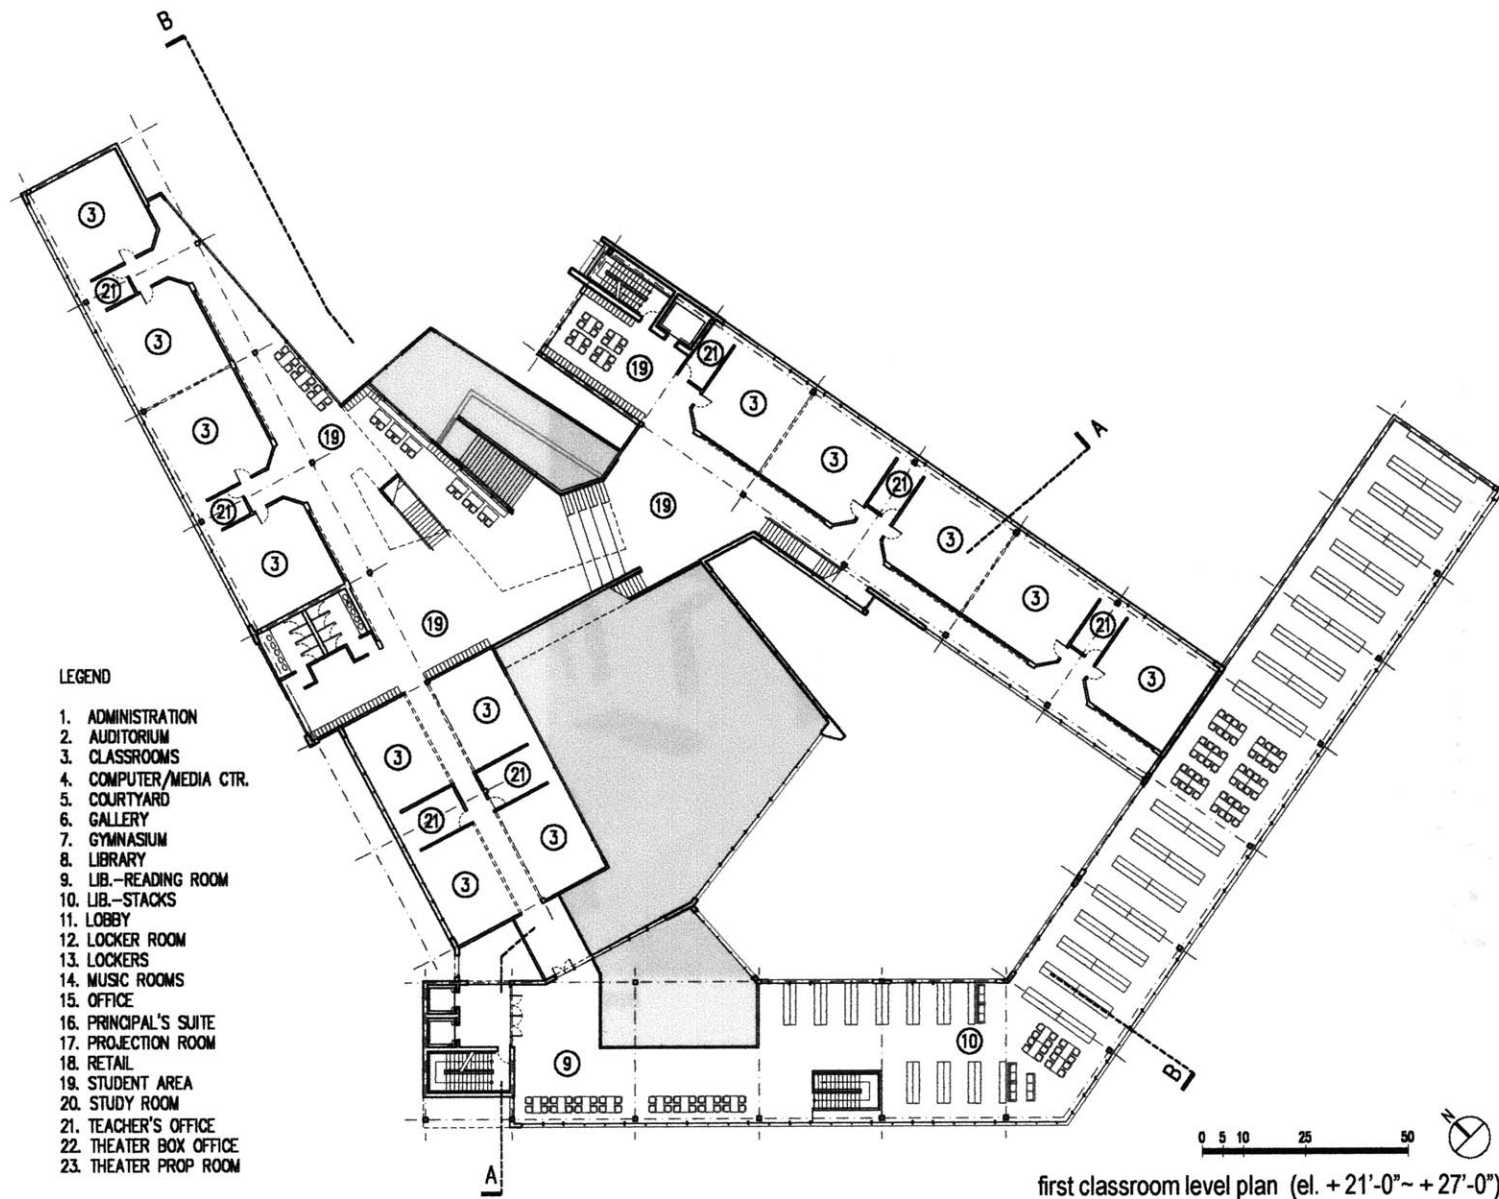 B
3
21
3
3
19
21
3
19
3
21
3
3
21
3
19
21
3
3
21
3
3
21
3
19
A
9
10
B
A
LEGEND
1. ADMINISTRATION
2. AUDITORIUM
3. CLASSROOMS
4. COMPUTER/MEDIA CTR.
5. COURTYARD
6. GALLERY
7. GYMNASIUM
8. LIBRARY
9. LIB.-READING ROOM
10. LIB.-STACKS
11. LOBBY
12. LOCKER ROOM
13. LOCKERS
14. MUSIC ROOMS
15. OFFICE
16. PRINCIPAL'S SUITE
17. PROJECTION ROOM
18. RETAIL
19. STUDENT AREA
20. STUDY ROOM
21. TEACHER'S OFFICE
22. THEATER BOX OFFICE
23. THEATER PROP ROOM
0 5 10 25 50
N
first classroom level plan (el. + 21'-0"~ + 27'-0")